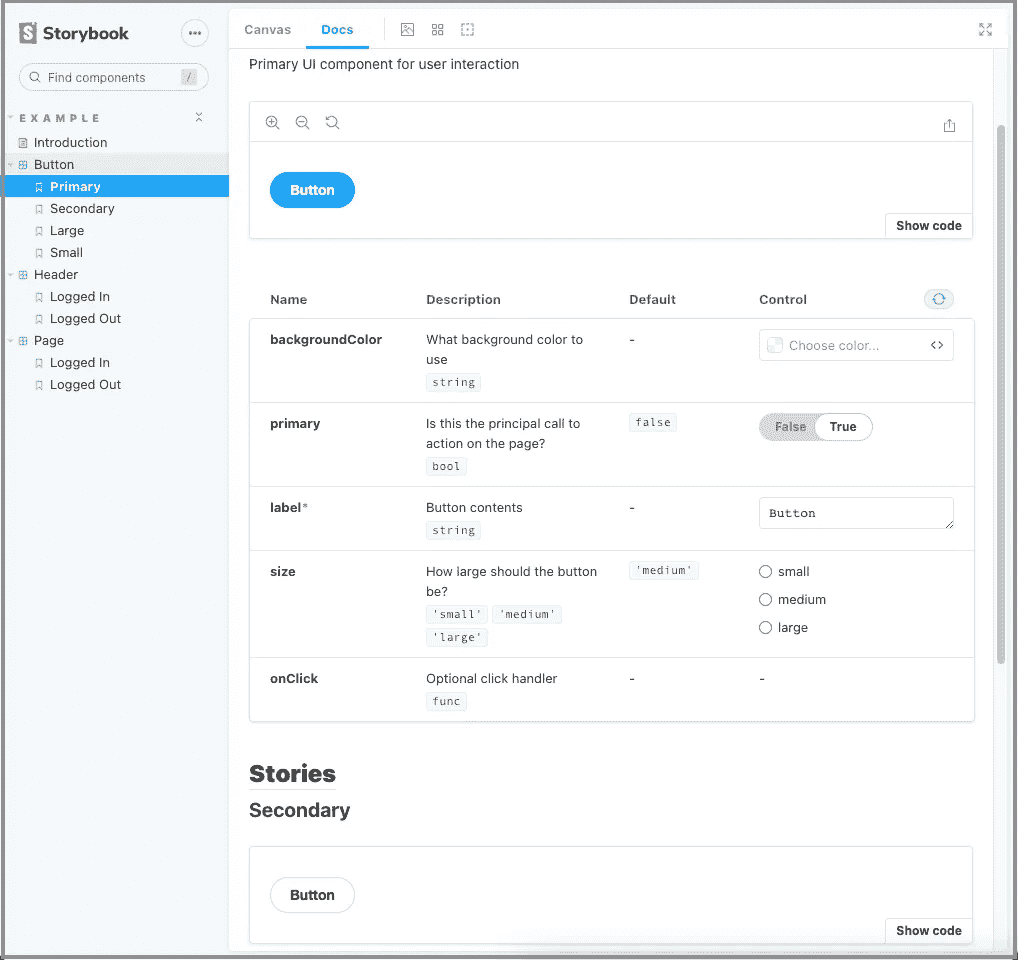 Storybook
Find components
/
EXAMPLE
Introduction
Button
Primary
Secondary
Large
Small
Header
Logged In
Logged Out
Page
Logged In
Logged Out
Canvas Docs
Primary UI component for user interaction
Button
Show code
Name Description Default Control
backgroundColor What background color to - Choose color...
use
string
primary Is this the principal call to false False True
action on the page?
bool
label* Button contents - Button
string
size How large should the button 'medium' small
be? medium
'small' 'medium'
'large' large
onClick Optional click handler - -
func
Stories
Secondary
Button
Show code